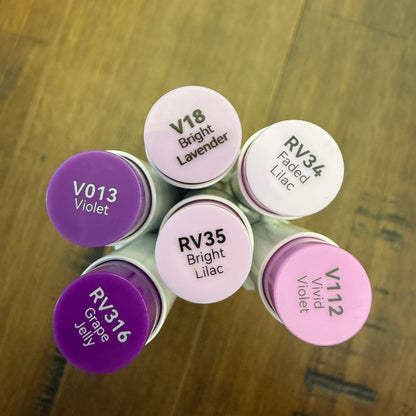 V18
Bright
Lavender
RV34
Faded
Lilac
V013
Violet
RV35
Bright
Lilac
RV316
Grape
Jelly
V112
Vivid
Violet